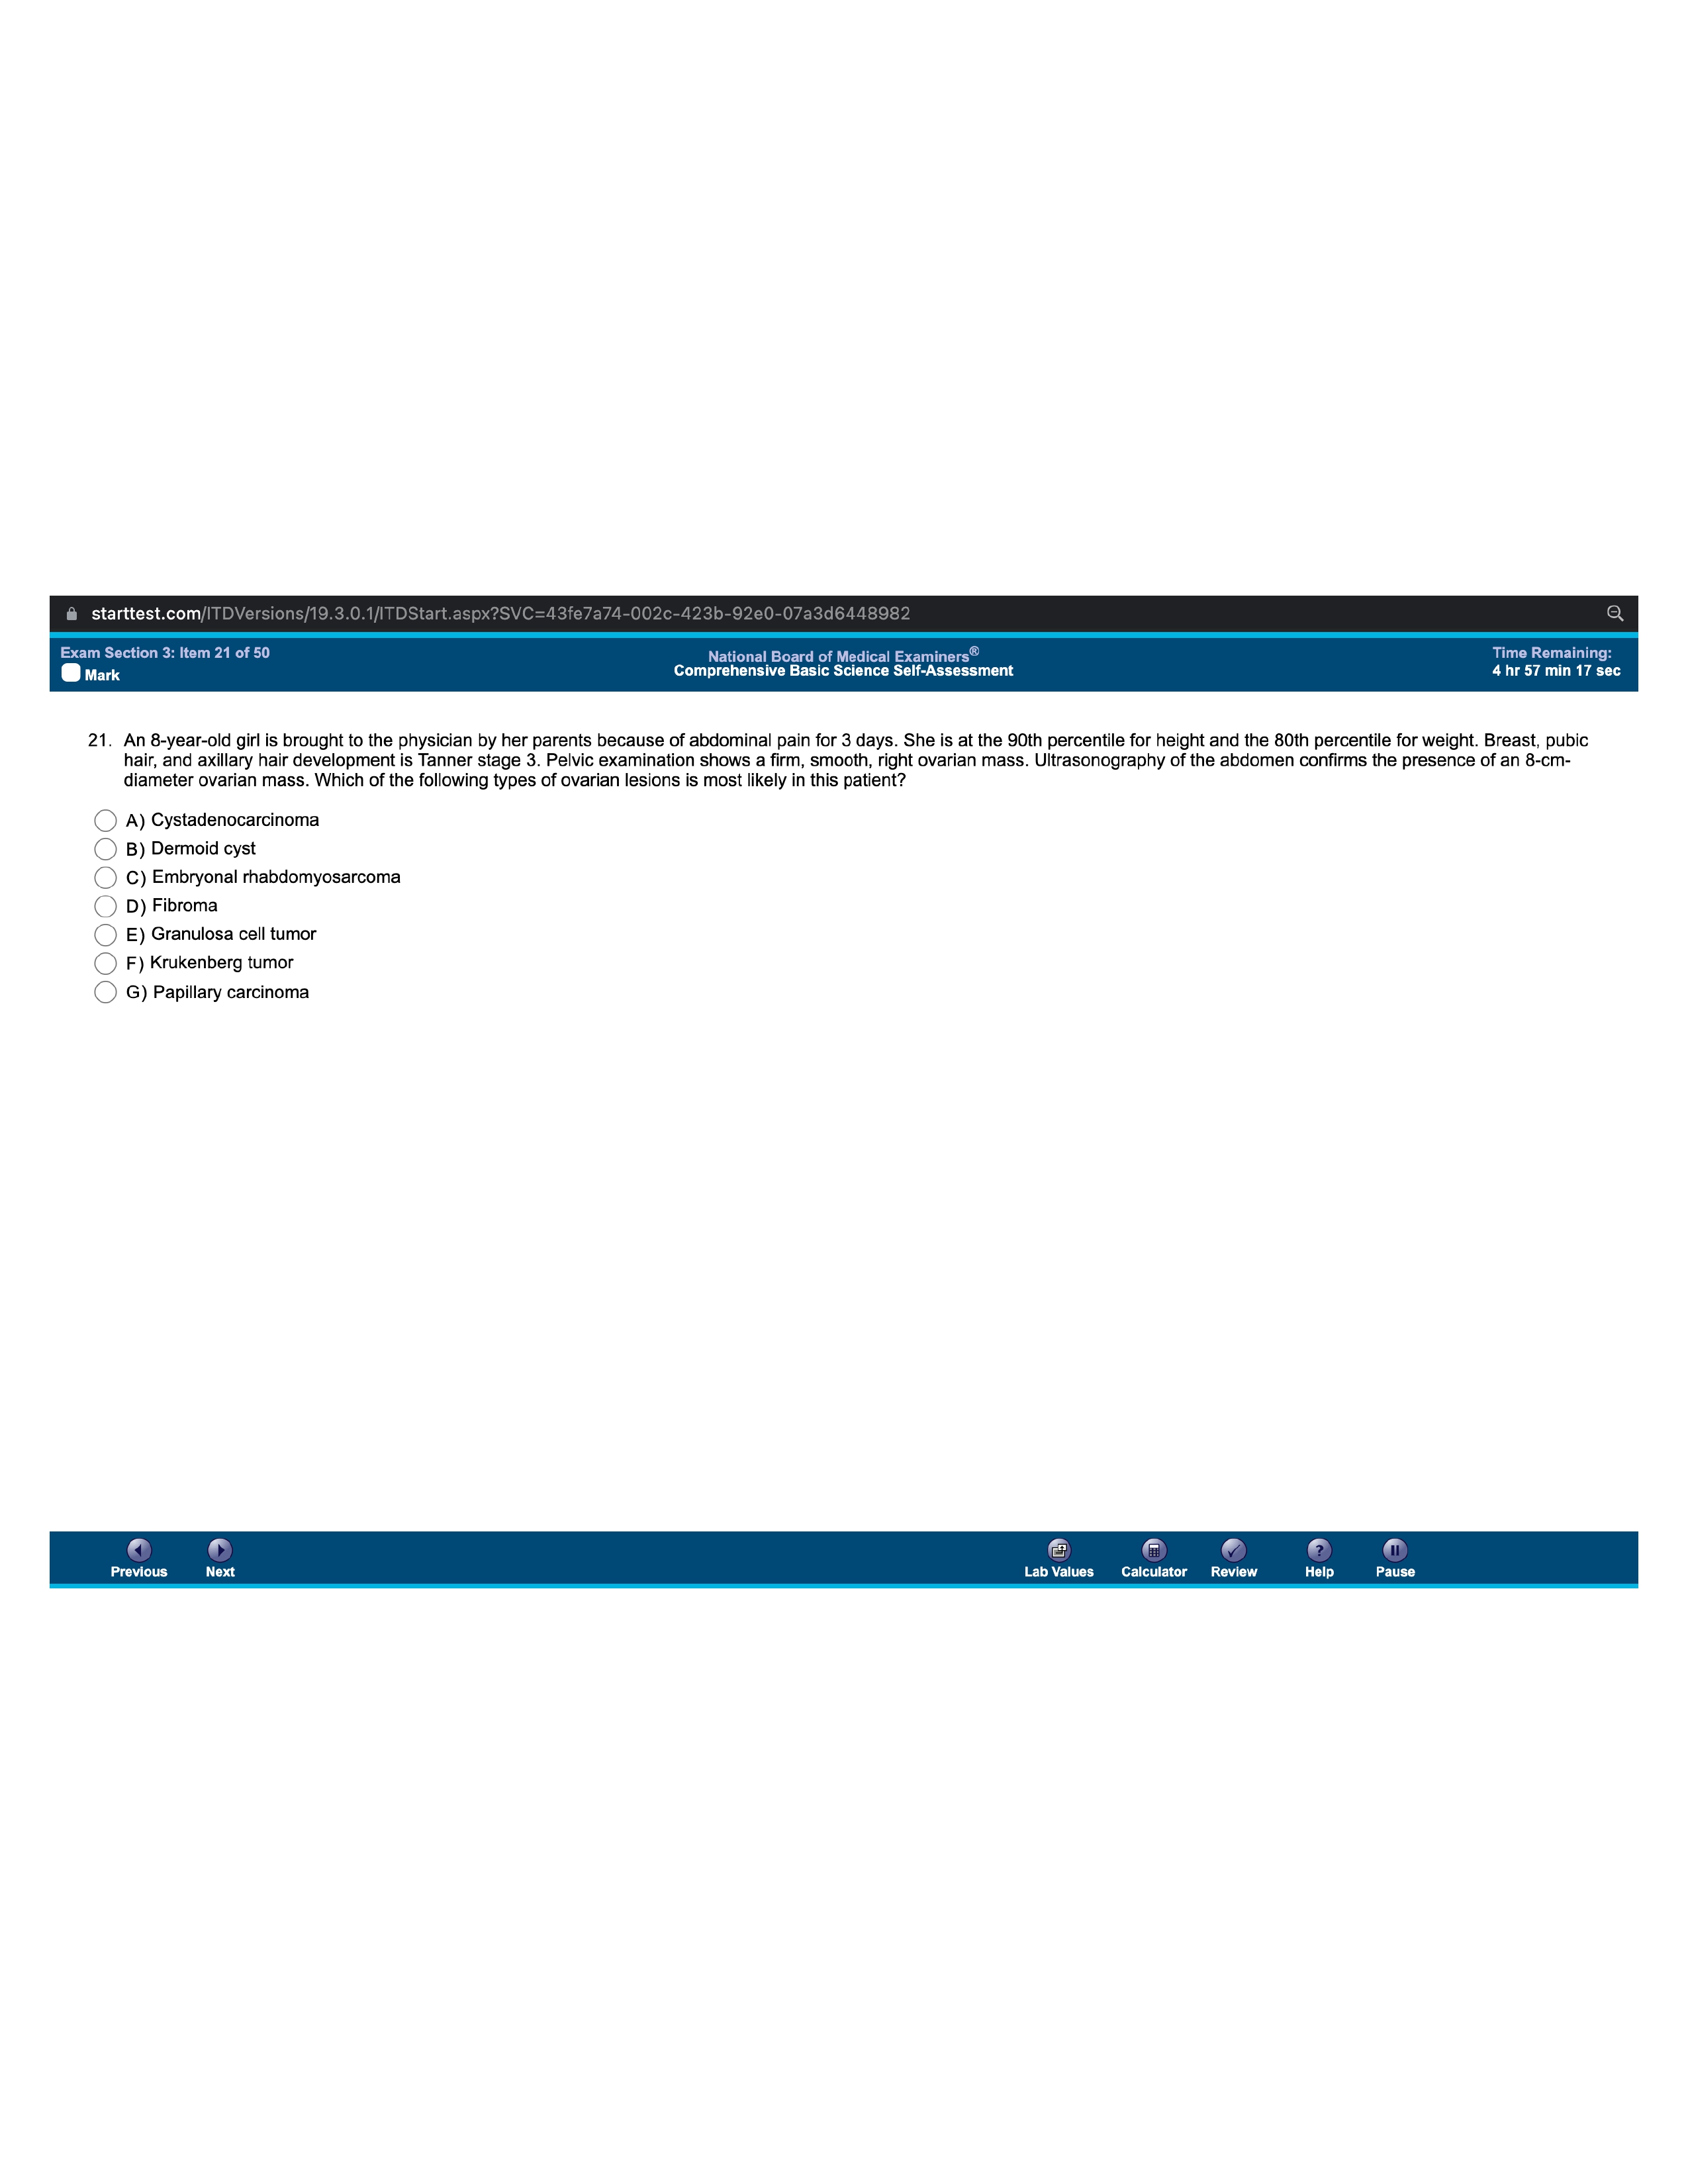 starttest.com/ITDVersions/19.3.0.1/ITDStart.aspx?SVC=43fe7a74-002c-423b-92e0-07a3d6448982
Exam Section 3: Item 21 of 50
Mark
National Board of Medical Examiners®
Comprehensive Basic Science Self-Assessment
Time Remaining:
4 hr 57 min 17 sec
21. An 8-year-old girl is brought to the physician by her parents because of abdominal pain for 3 days. She is at the 90th percentile for height and the 80th percentile for weight. Breast, pubic
hair, and axillary hair development is Tanner stage 3. Pelvic examination shows a firm, smooth, right ovarian mass. Ultrasonography of the abdomen confirms the presence of an 8-cm-
diameter ovarian mass. Which of the following types of ovarian lesions is most likely in this patient?
A) Cystadenocarcinoma
B) Dermoid cyst
C) Embryonal rhabdomyosarcoma
D) Fibroma
E) Granulosa cell tumor
F) Krukenberg tumor
G) Papillary carcinoma
Previous
Next
Lab Values
Calculator
Review
Help
Pause